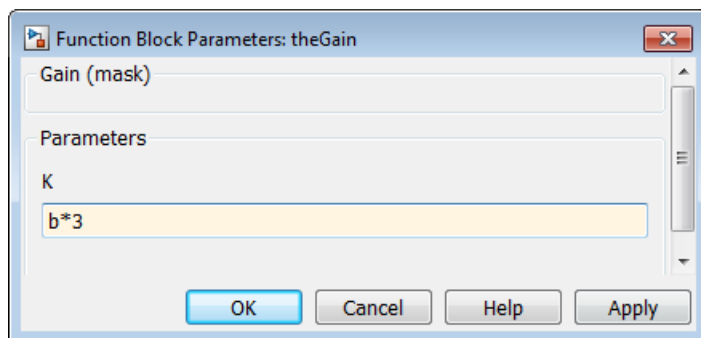 Function Block Parameters: theGain
Gain (mask)
Parameters
K
b*3
OK Cancel Help Apply